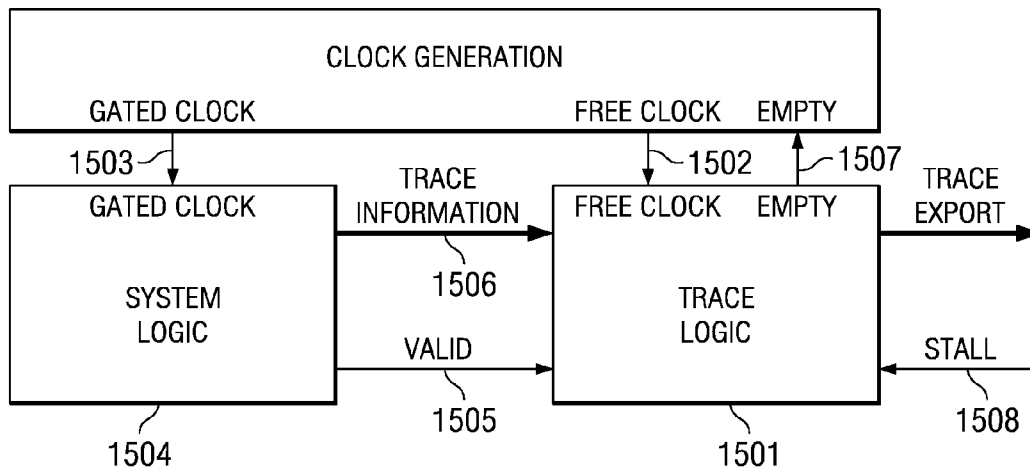 CLOCK GENERATION
GATED CLOCK
FREE CLOCK
EMPTY
1503
1502
1507
GATED CLOCK
TRACE
INFORMATION
FREE CLOCK
EMPTY
TRACE
EXPORT
1506
SYSTEM
LOGIC
TRACE
LOGIC
VALID
STALL
1505
1508
1504
1501